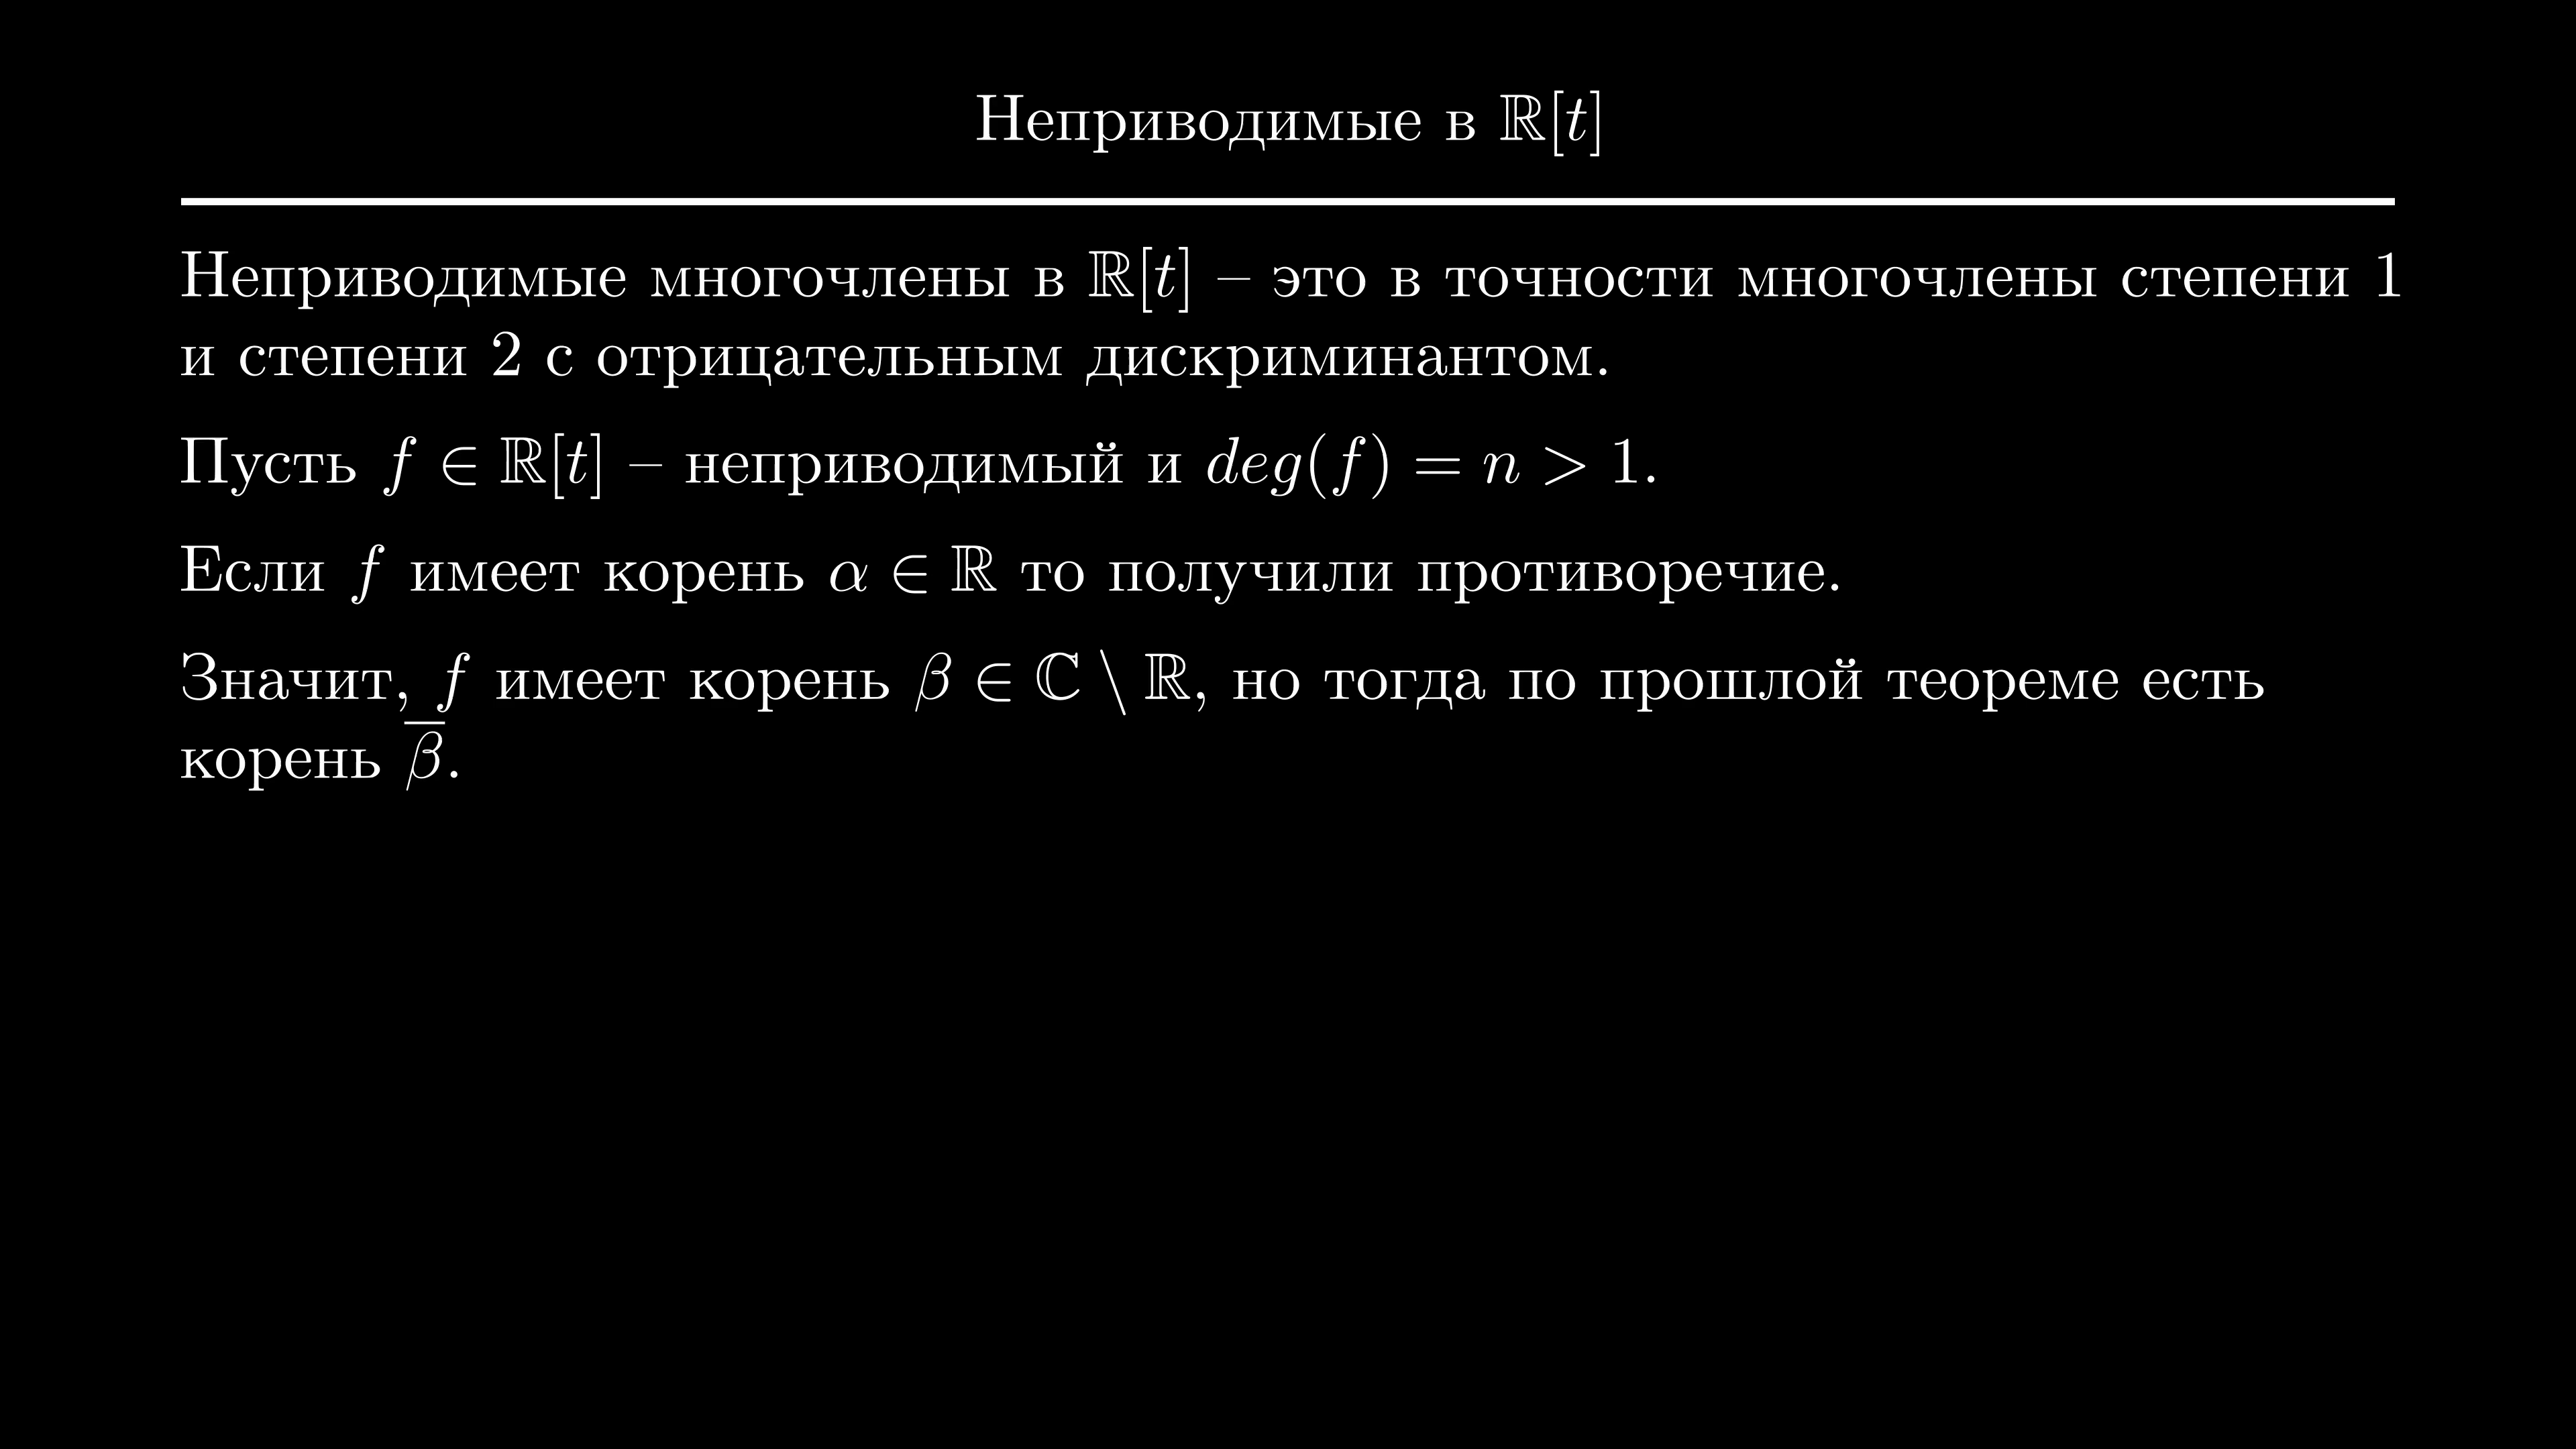 Неприводимые в ℝ[t]
Неприводимые многочлены в ℝ[t] – это в точности многочлены степени 1
и степени 2 с отрицательным дискриминантом.
Пусть f ∈ ℝ[t] – неприводимый и deg(f) = n > 1.
Если f имеет корень α ∈ ℝ то получили противоречие.
Значит, f имеет корень β ∈ ℂ \ ℝ, но тогда по прошлой теореме есть
корень β̅.